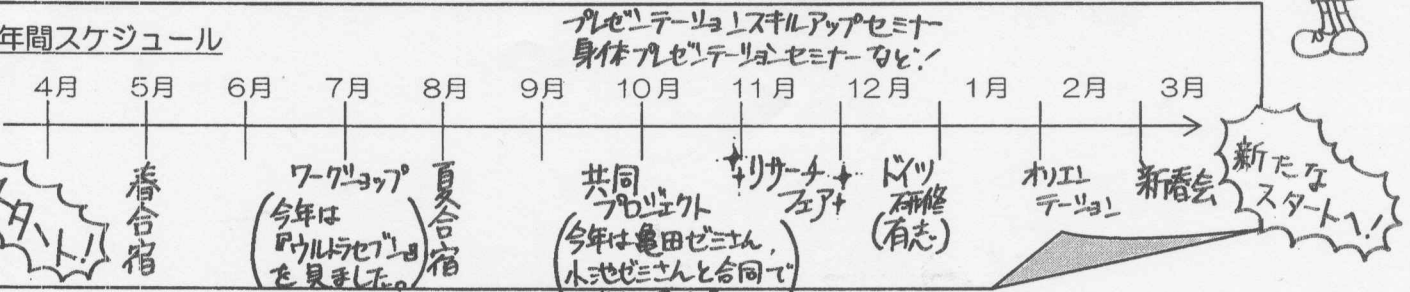 年間スケジュール
プレゼンテーションスキルアップセミナー
身体プレゼンテーションセミナーなど!
4月 5月 6月 7月 8月 9月 10月 11月 12月 1月 2月 3月
タート!
春合宿
ワークショップ
(今年は
『ウルトラセブン』
を見ました。)
夏合宿
共同
プロジェクト
(今年は亀田ゼミさん、
小池ゼミさんと合同で
リサーチ
フェア
ドイツ
研修
(有志)
オリエン
テーション
新春会
新たな
スタートへ!